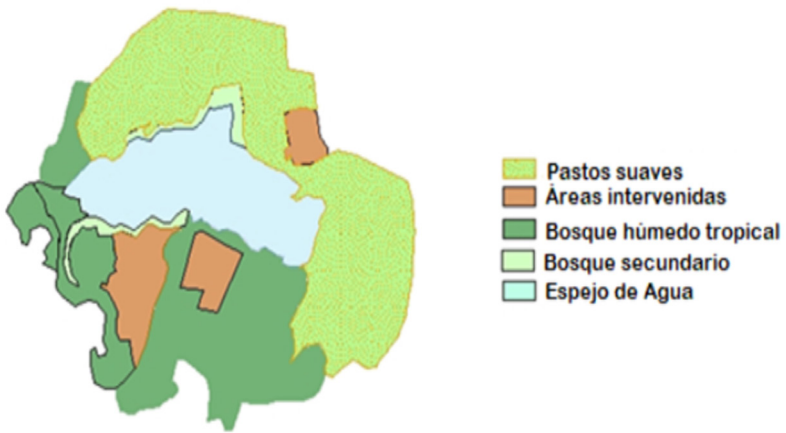 Pastos suaves
Áreas intervenidas
Bosque húmedo tropical
Bosque secundario
Espejo de Agua